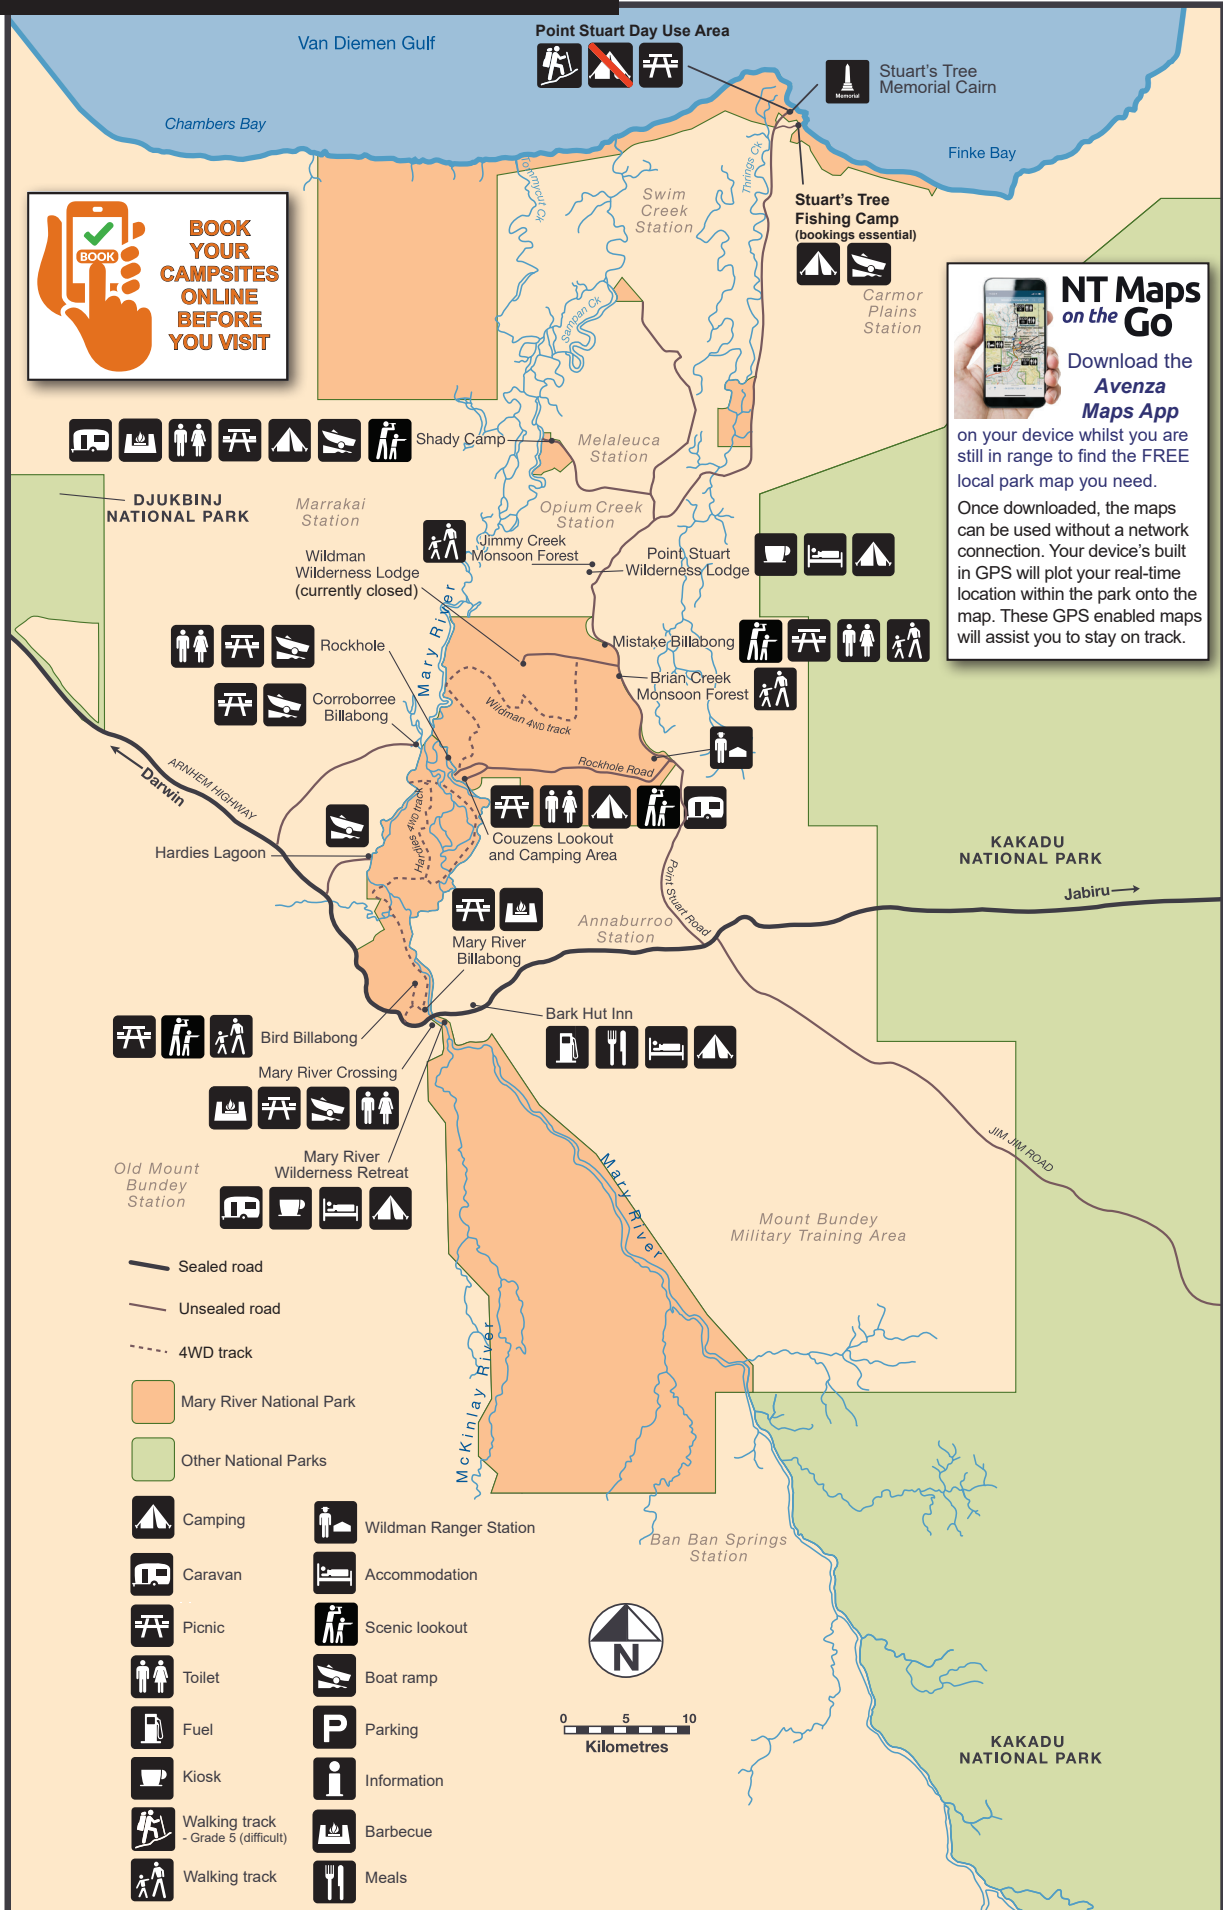 Point Stuart Day Use Area
Van Diemen Gulf
Stuart's Tree
Memorial Cairn
Memorial
Chambers Bay
Finke Bay
Tommycut Ck
Thrings Ck
Swim
Creek
Station
Stuart's Tree
Fishing Camp
(bookings essential)
BOOK
BOOK
YOUR
CAMPSITES
ONLINE
BEFORE
YOU VISIT
Carmor
Plains
Station
NT Maps
on the Go
Download the
Avenza
Maps App
on your device whilst you are
still in range to find the FREE
local park map you need.
Once downloaded, the maps
can be used without a network
connection. Your device's built
in GPS will plot your real-time
location within the park onto the
map. These GPS enabled maps
will assist you to stay on track.
Sampan Ck
Shady Camp
Melaleuca
Station
DJUKBINJ
NATIONAL PARK
Marrakai
Station
Opium Creek
Station
Jimmy Creek
Monsoon Forest
Wildman
Wilderness Lodge
(currently closed)
Point Stuart
Wilderness Lodge
Mary River
Rockhole
Mistake Billabong
Brian Creek
Monsoon Forest
Corroborree
Billabong
Wildman 4WD track
Rockhole Road
Darwin
ARNHEM HIGHWAY
Hardies 4WD track
Couzens Lookout
and Camping Area
Hardies Lagoon
KAKADU
NATIONAL PARK
Jabiru
Point Stuart Road
Annaburroo
Station
Mary River
Billabong
Bark Hut Inn
Bird Billabong
Mary River Crossing
Mary River
Wilderness Retreat
Old Mount
Bundey
Station
JIM JIM ROAD
Mary River
Mount Bundey
Military Training Area
McKinlay River
Sealed road
Unsealed road
4WD track
Mary River National Park
Other National Parks
Camping
Wildman Ranger Station
Caravan
Accommodation
Picnic
Scenic lookout
Toilet
Boat ramp
Fuel
P
Parking
Kiosk
Information
Walking track
- Grade 5 (difficult)
Barbecue
Walking track
Meals
Ban Ban Springs
Station
N
0 5 10
Kilometres
KAKADU
NATIONAL PARK